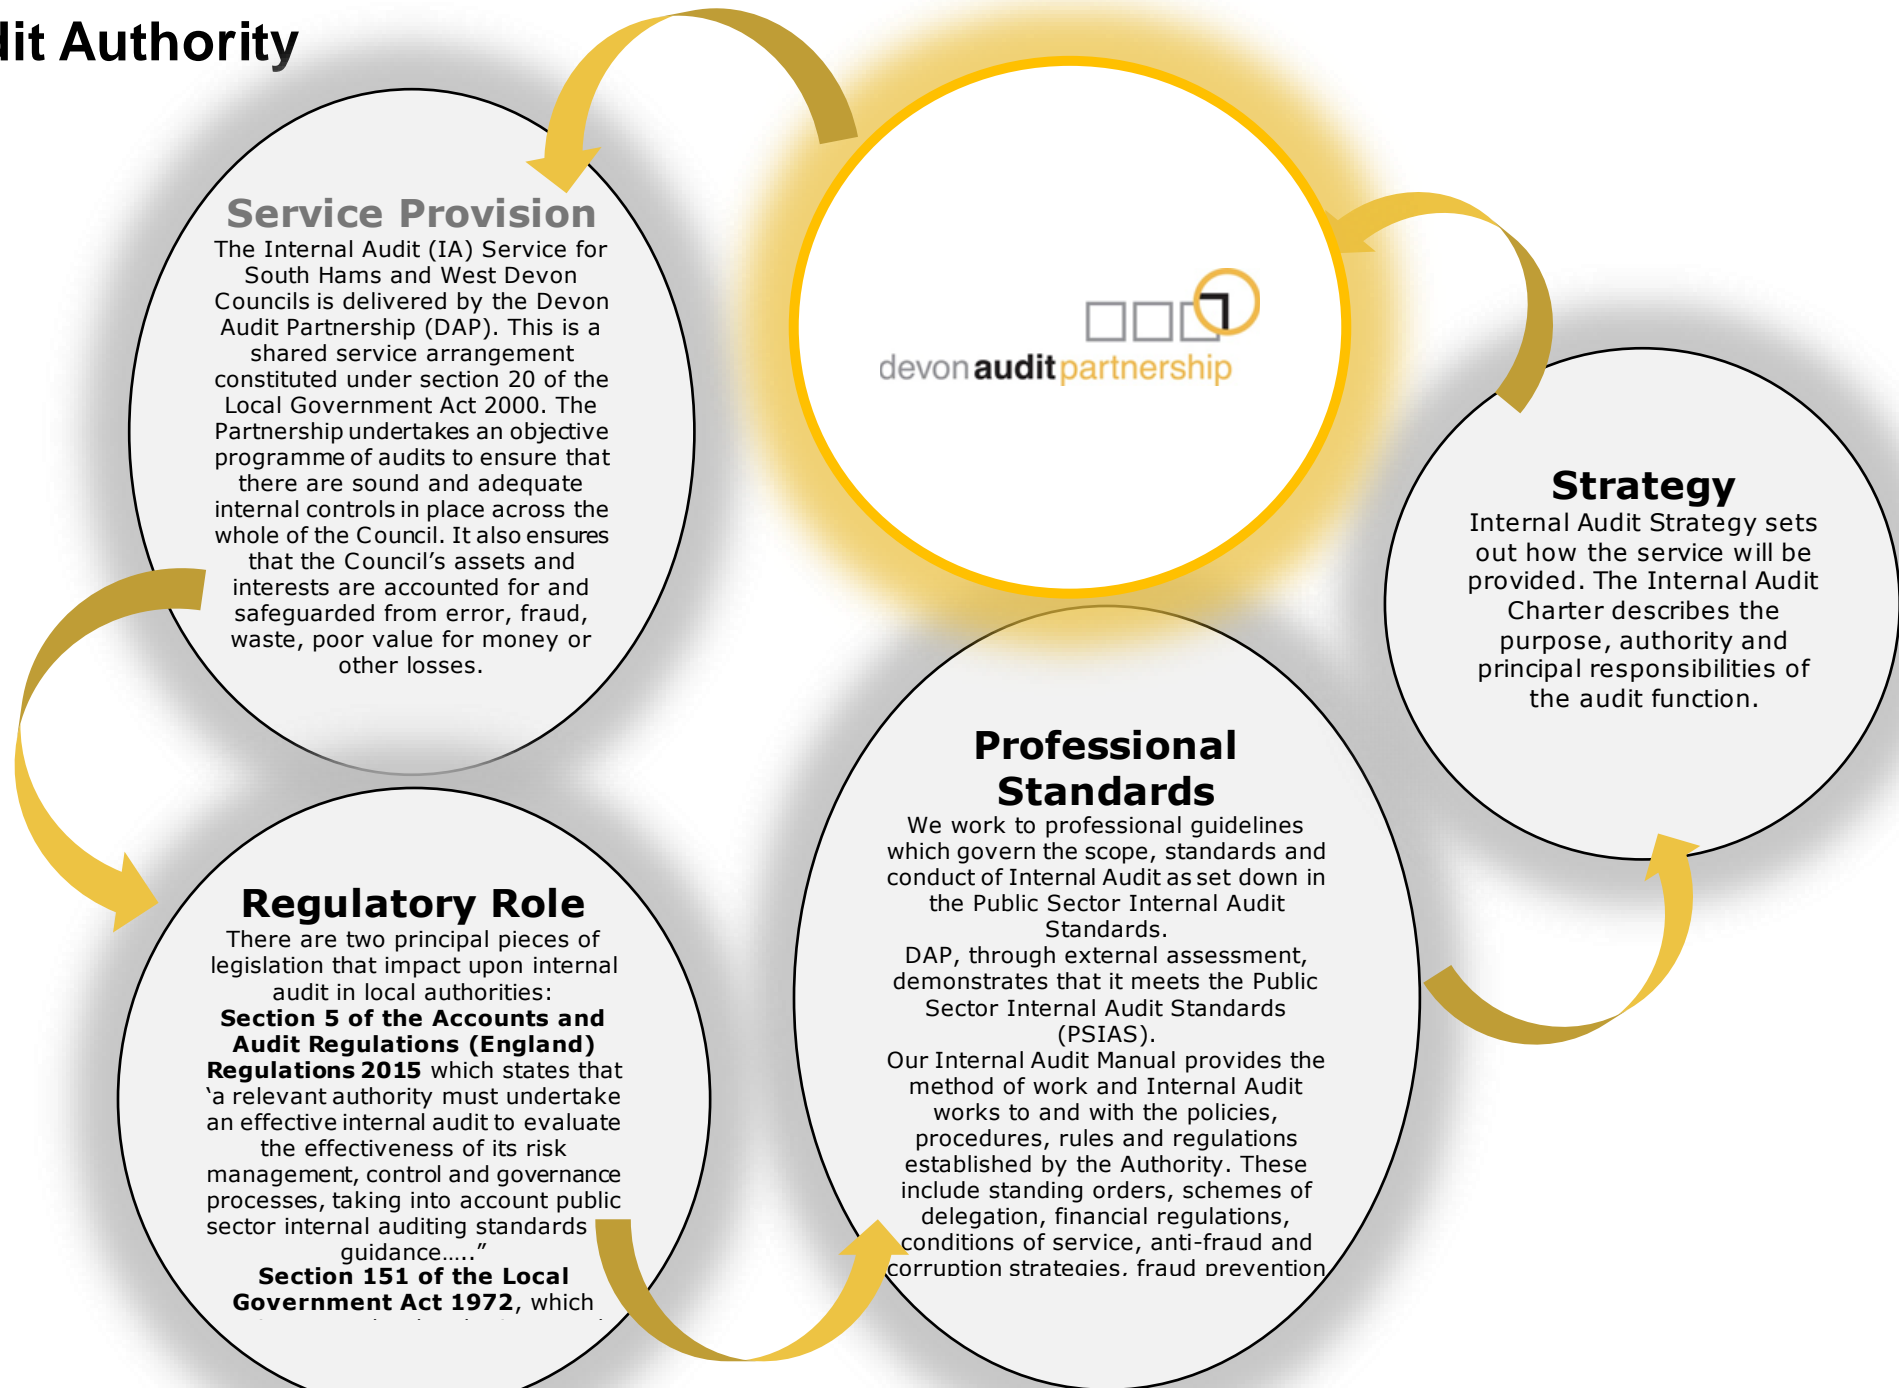 dit Authority
Service Provision
The Internal Audit (IA) Service for
South Hams and West Devon
Councils is delivered by the Devon
Audit Partnership (DAP). This is a
shared service arrangement
constituted under section 20 of the
Local Government Act 2000. The
Partnership undertakes an objective
programme of audits to ensure that
there are sound and adequate
internal controls in place across the
whole of the Council. It also ensures
that the Council’s assets and
interests are accounted for and
safeguarded from error, fraud,
waste, poor value for money or
other losses.
devon audit partnership
Strategy
Internal Audit Strategy sets
out how the service will be
provided. The Internal Audit
Charter describes the
purpose, authority and
principal responsibilities of
the audit function.
Professional
Standards
We work to professional guidelines
which govern the scope, standards and
conduct of Internal Audit as set down in
the Public Sector Internal Audit
Standards.
DAP, through external assessment,
demonstrates that it meets the Public
Sector Internal Audit Standards
(PSIAS).
Our Internal Audit Manual provides the
method of work and Internal Audit
works to and with the policies,
procedures, rules and regulations
established by the Authority. These
include standing orders, schemes of
delegation, financial regulations,
conditions of service, anti-fraud and
corruption strategies, fraud prevention
Regulatory Role
There are two principal pieces of
legislation that impact upon internal
audit in local authorities:
Section 5 of the Accounts and
Audit Regulations (England)
Regulations 2015 which states that
‘a relevant authority must undertake
an effective internal audit to evaluate
the effectiveness of its risk
management, control and governance
processes, taking into account public
sector internal auditing standards
guidance…..”
Section 151 of the Local
Government Act 1972, which